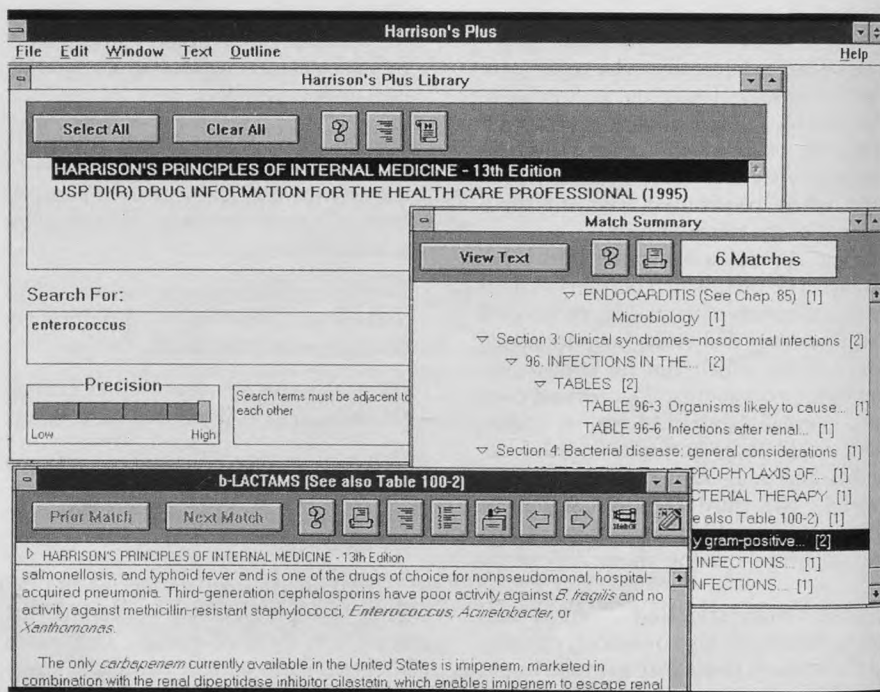 Harrison's Plus
File Edit Window Text Outline Help
Harrison's Plus Library
Select All Clear All
HARRISON'S PRINCIPLES OF INTERNAL MEDICINE - 13th Edition
USP DI(R) DRUG INFORMATION FOR THE HEALTH CARE PROFESSIONAL (1995)
Search For:
enterococcus
Precision
Low High
Search terms must be adjacent to
each other
Match Summary
View Text 6 Matches
ENDOCARDITIS (See Chap. 85) [1]
Microbiology [1]
Section 3: Clinical syndromes–nosocomial infections [2]
96. INFECTIONS IN THE... [2]
TABLES [2]
TABLE 96-3 Organisms likely to cause... [1]
TABLE 96-6 Infections after renal... [1]
Section 4: Bacterial disease: general considerations [1]
PROPHYLAXIS OF... [1]
CTERIAL THERAPY [1]
e also Table 100-2) [1]
y gram-positive... [2]
INFECTIONS... [1]
NFECTIONS... [1]
b-LACTAMS (See also Table 100-2)
Prior Match Next Match SEARCH
HARRISON'S PRINCIPLES OF INTERNAL MEDICINE - 13th Edition
salmonellosis, and typhoid fever and is one of the drugs of choice for nonpseudomonal, hospital-
acquired pneumonia. Third-generation cephalosporins have poor activity against B. fragilis and no
activity against methicillin-resistant staphylococci, Enterococcus, Acinetobacter, or
Xanthomonas.
The only carbapenem currently available in the United States is imipenem, marketed in
combination with the renal dipeptidase inhibitor cilastatin, which enables imipenem to escape renal